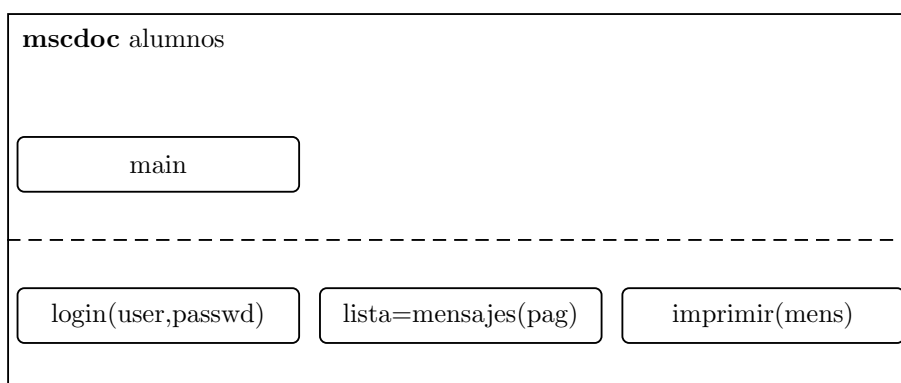 mscdoc alumnos
main
login(user,passwd)
lista=mensajes(pag)
imprimir(mens)